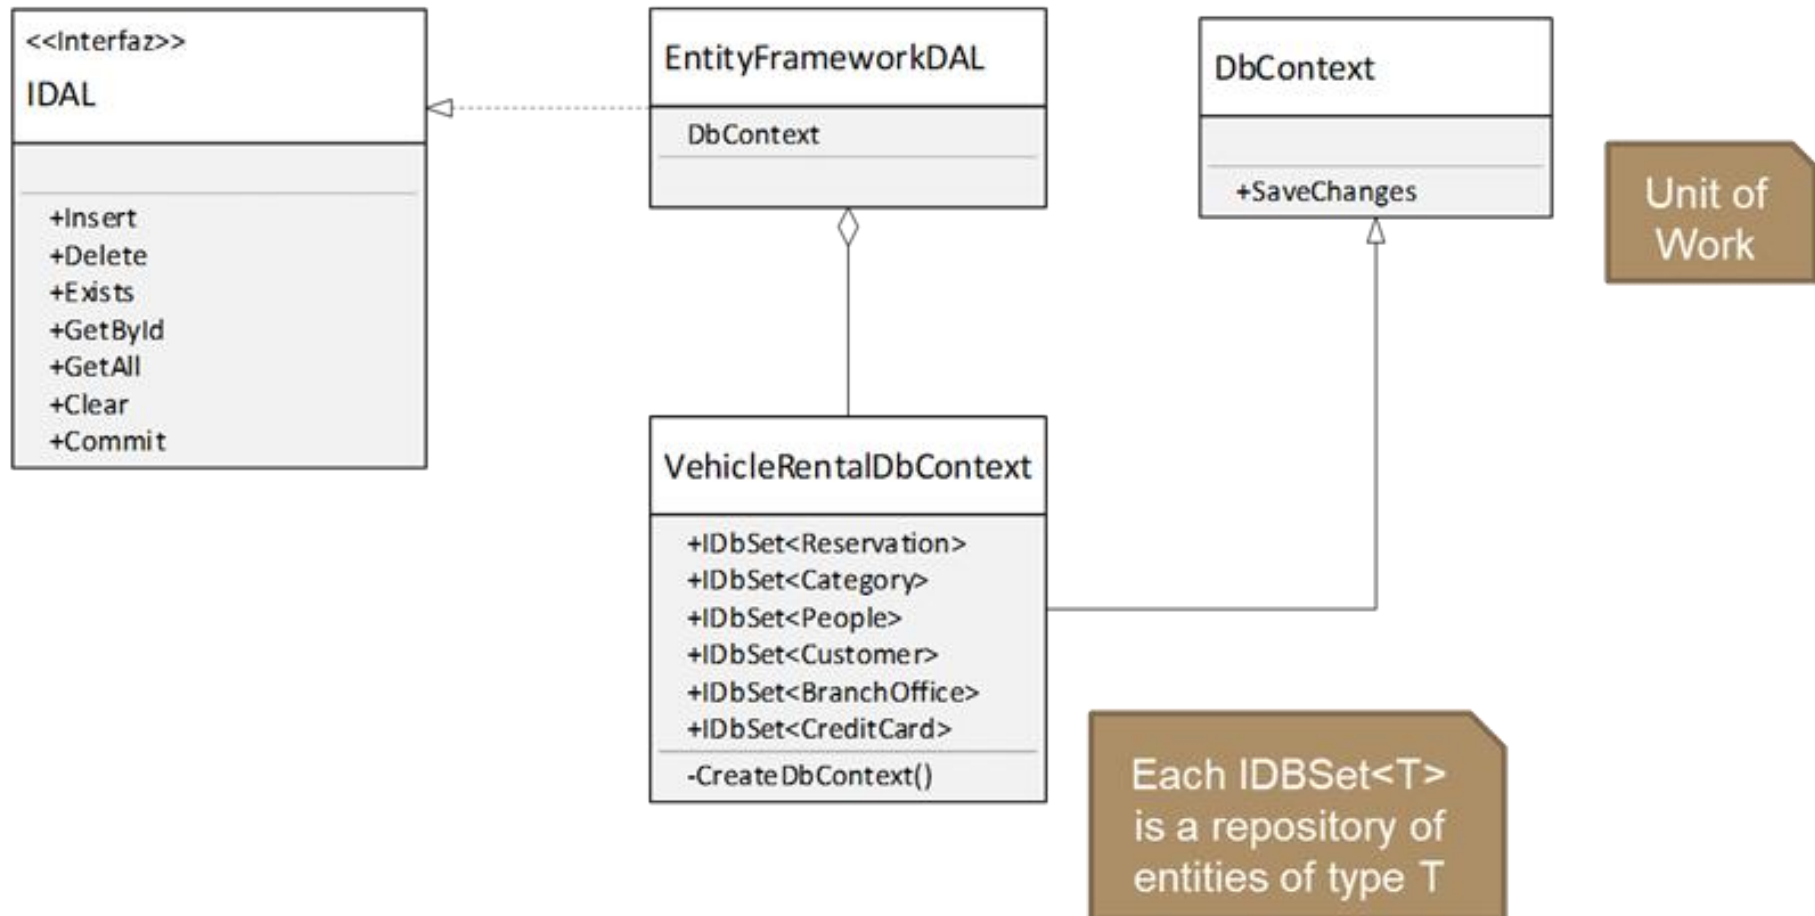 <<Interfaz>>
IDAL
+Insert
+Delete
+Exists
+GetById
+GetAll
+Clear
+Commit
EntityFrameworkDAL
DbContext
DbContext
+SaveChanges
Unit of
Work
VehicleRentalDbContext
+IDbSet<Reservation>
+IDbSet<Category>
+IDbSet<People>
+IDbSet<Customer>
+IDbSet<BranchOffice>
+IDbSet<CreditCard>
-CreateDbContext()
Each IDBSet<T>
is a repository of
entities of type T